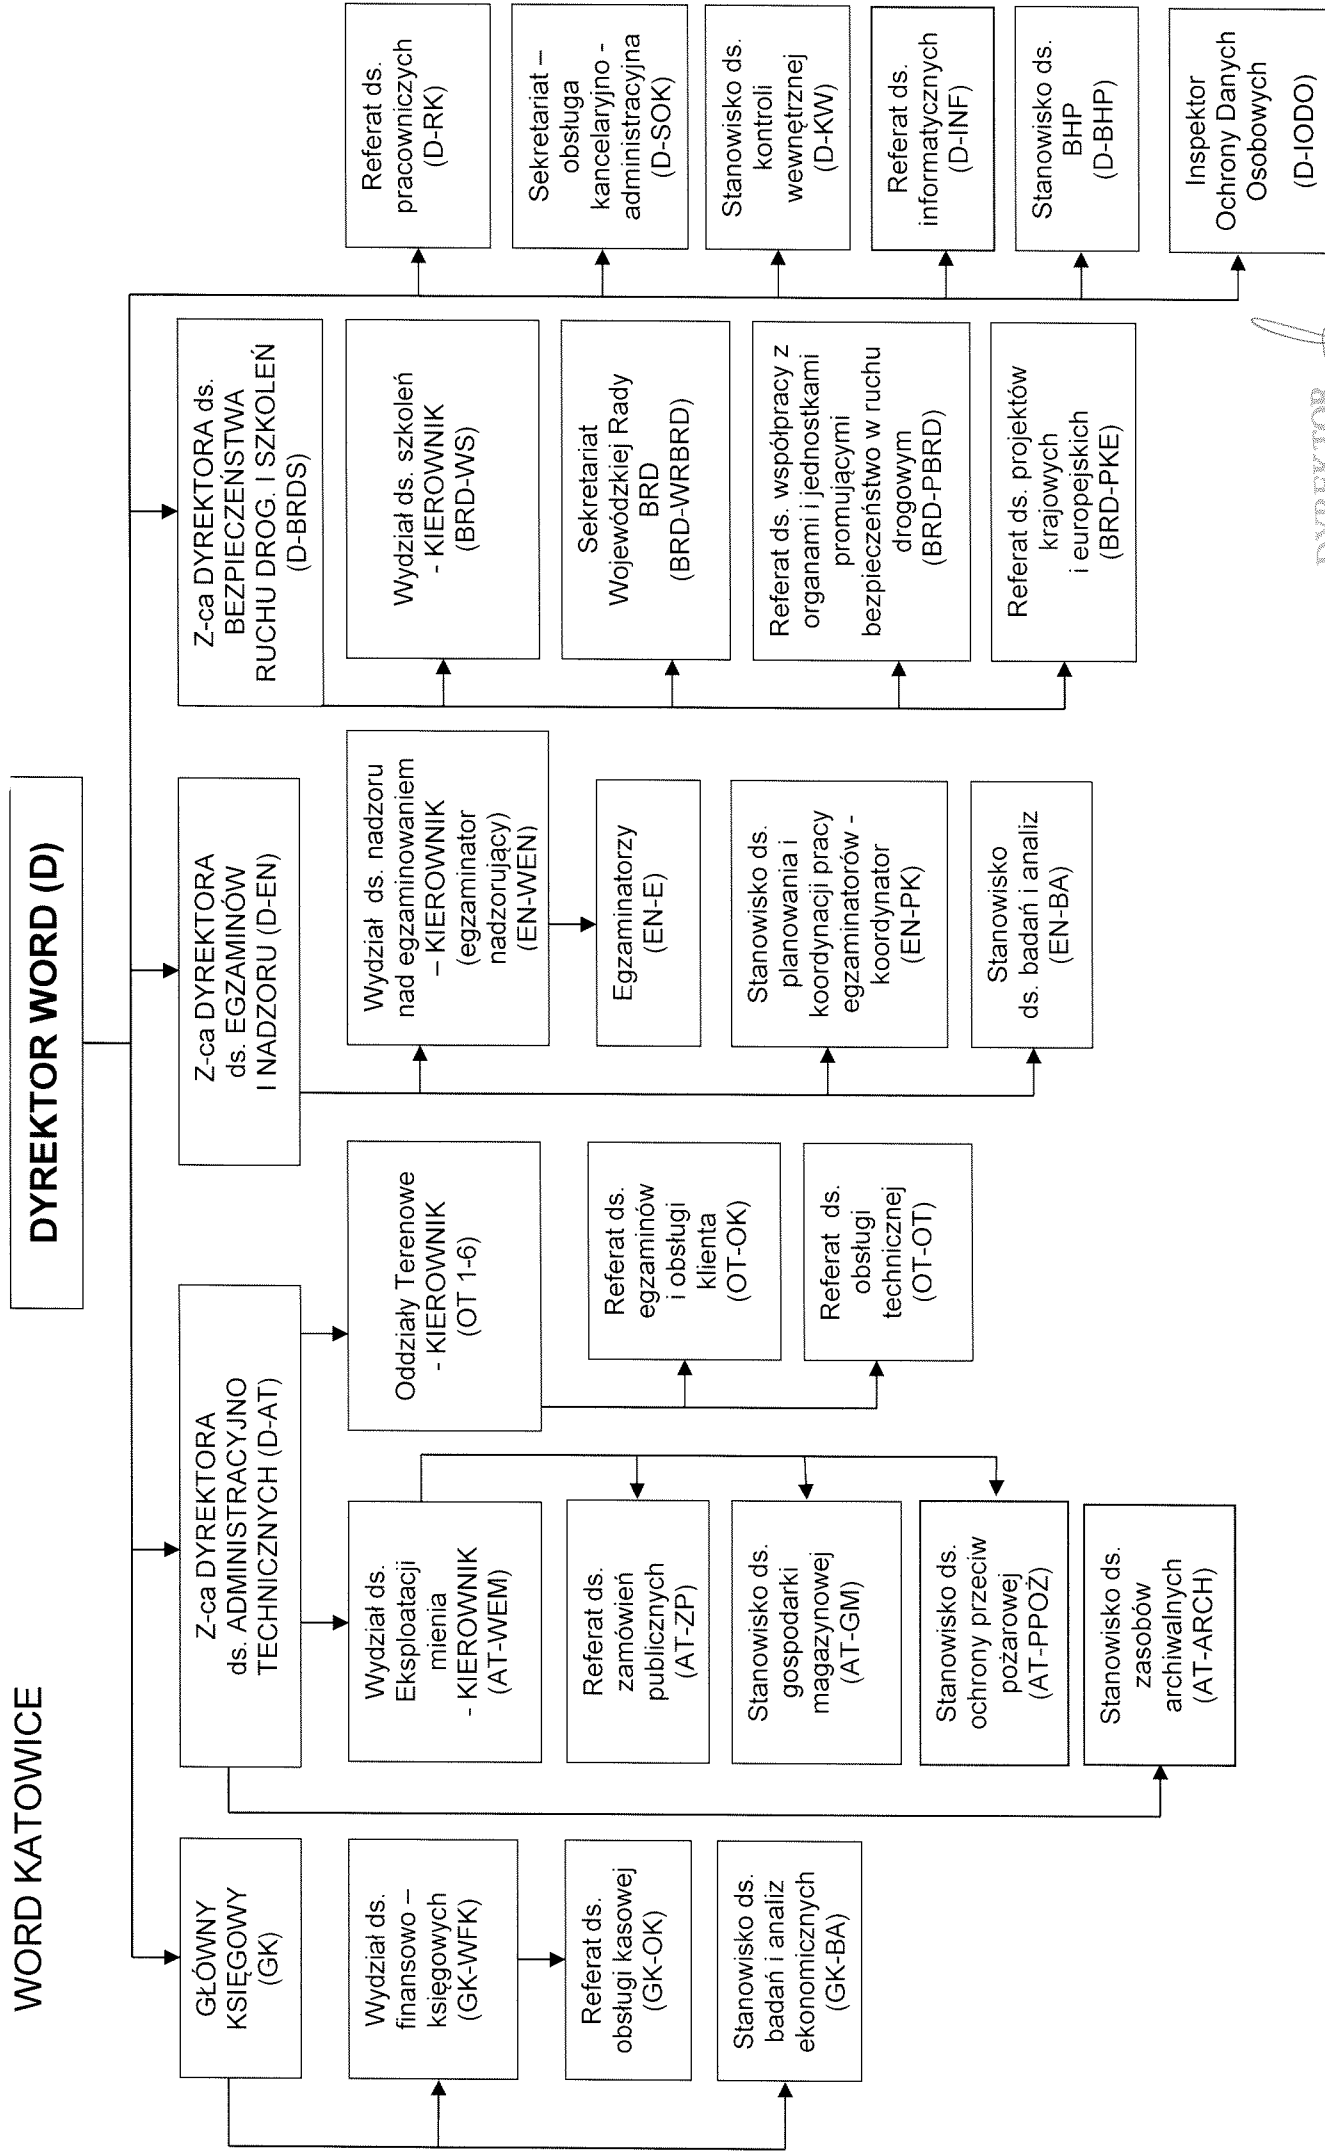 WORD KATOWICE
DYREKTOR WORD (D)
GŁÓWNY
KSIĘGOWY
(GK)
Wydział ds.
finansowo –
księgowych
(GK-WFK)
Referat ds.
obsługi kasowej
(GK-OK)
Stanowisko ds.
badań i analiz
ekonomicznych
(GK-BA)
Z-ca DYREKTORA
ds. ADMINISTRACYJNO
TECHNICZNYCH (D-AT)
Wydział ds.
Eksploatacji
mienia
- KIEROWNIK
(AT-WEM)
Referat ds.
zamówień
publicznych
(AT-ZP)
Stanowisko ds.
gospodarki
magazynowej
(AT-GM)
Stanowisko ds.
ochrony przeciw
pożarowej
(AT-PPOŻ)
Stanowisko ds.
zasobów
archiwalnych
(AT-ARCH)
Oddziały Terenowe
- KIEROWNIK
(OT 1-6)
Referat ds.
egzaminów
i obsługi
klienta
(OT-OK)
Referat ds.
obsługi
technicznej
(OT-OT)
Z-ca DYREKTORA
ds. EGZAMINÓW
I NADZORU (D-EN)
Wydział ds. nadzoru
nad egzaminowaniem
– KIEROWNIK
(egzaminator
nadzorujący)
(EN-WEN)
Egzaminatorzy
(EN-E)
Stanowisko ds.
planowania i
koordynacji pracy
egzaminatorów -
koordynator
(EN-PK)
Stanowisko
ds. badań i analiz
(EN-BA)
Z-ca DYREKTORA ds.
BEZPIECZEŃSTWA
RUCHU DROG. I SZKOLEŃ
(D-BRDS)
Wydział ds. szkoleń
- KIEROWNIK
(BRD-WS)
Sekretariat
Wojewódzkiej Rady
BRD
(BRD-WRBRD)
Referat ds. współpracy z
organami i jednostkami
promującymi
bezpieczeństwo w ruchu
drogowym
(BRD-PBRD)
Referat ds. projektów
krajowych
i europejskich
(BRD-PKE)
Referat ds.
pracowniczych
(D-RK)
Sekretariat –
obsługa
kancelaryjno -
administracyjna
(D-SOK)
Stanowisko ds.
kontroli
wewnętrznej
(D-KW)
Referat ds.
informatycznych
(D-INF)
Stanowisko ds.
BHP
(D-BHP)
Inspektor
Ochrony Danych
Osobowych
(D-IODO)
DYREKTOR